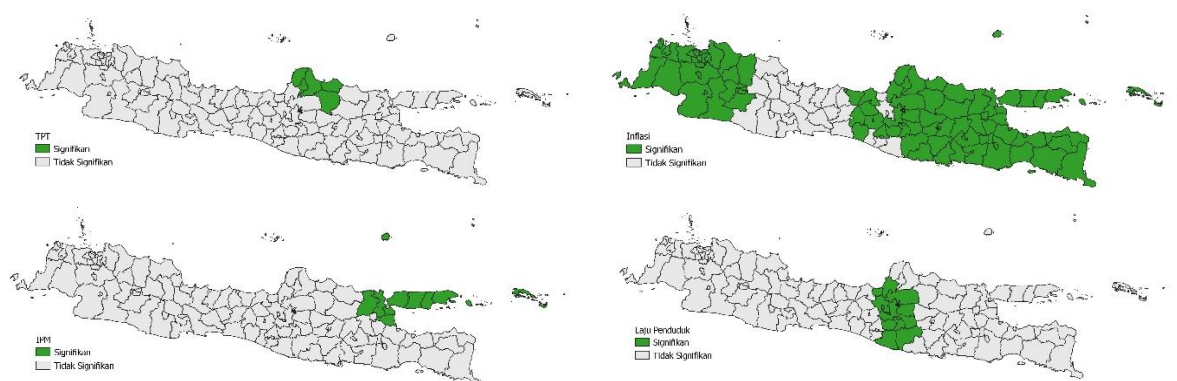 TPT
Signifikan
Tidak Signifikan
Inflasi
Signifikan
Tidak Signifikan
IPM
Signifikan
Tidak Signifikan
Laju Penduduk
Signifikan
Tidak Signifikan